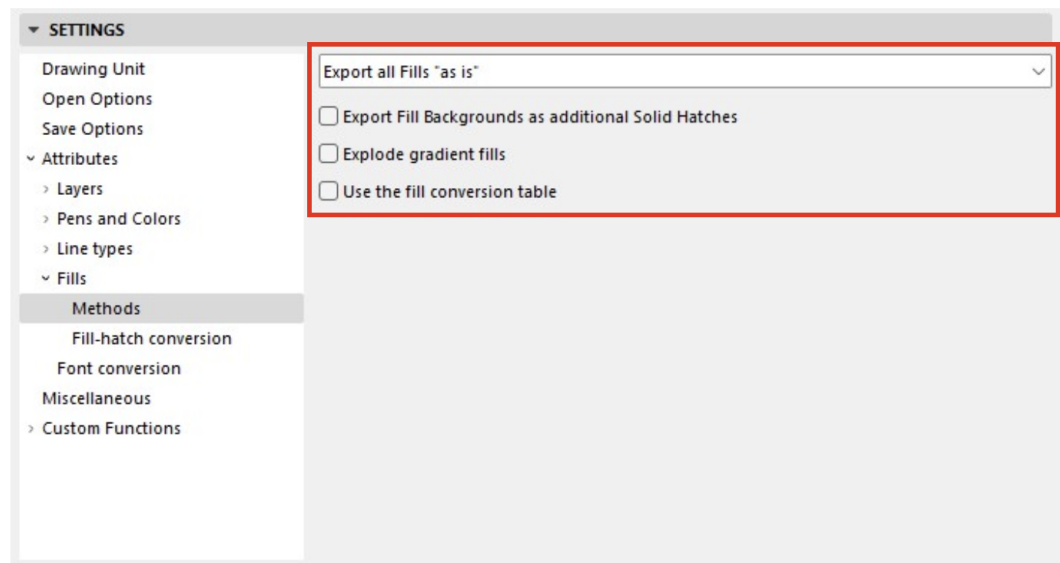 SETTINGS
Drawing Unit
Open Options
Save Options
Attributes
Layers
Pens and Colors
Line types
Fills
Methods
Fill-hatch conversion
Font conversion
Miscellaneous
Custom Functions
Export all Fills "as is"
Export Fill Backgrounds as additional Solid Hatches
Explode gradient fills
Use the fill conversion table